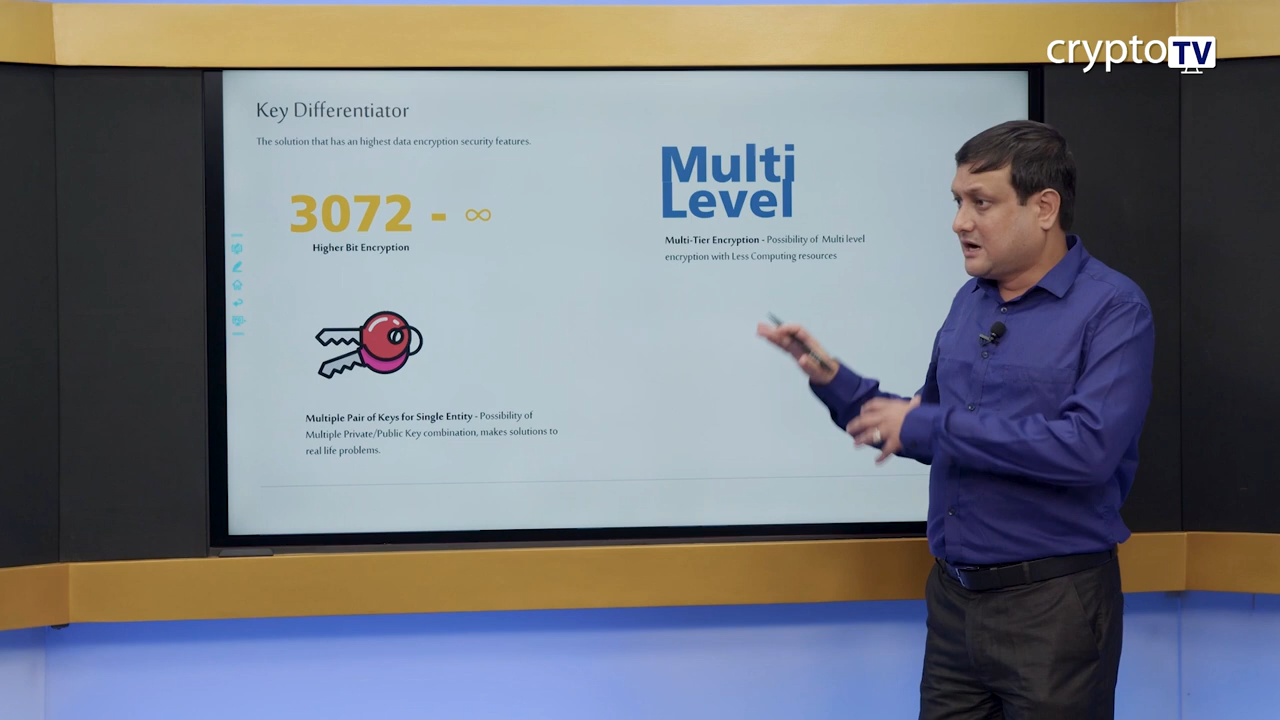 cryptoTV
Key Differentiator
The solution that has an highest data encryption security features.
3072 - ∞
Higher Bit Encryption
Multi
Level
Multi-Tier Encryption - Possibility of Multi level
encryption with Less Computing resources
Multiple Pair of Keys for Single Entity - Possibility of
Multiple Private/Public Key combination, makes solutions to
real life problems.